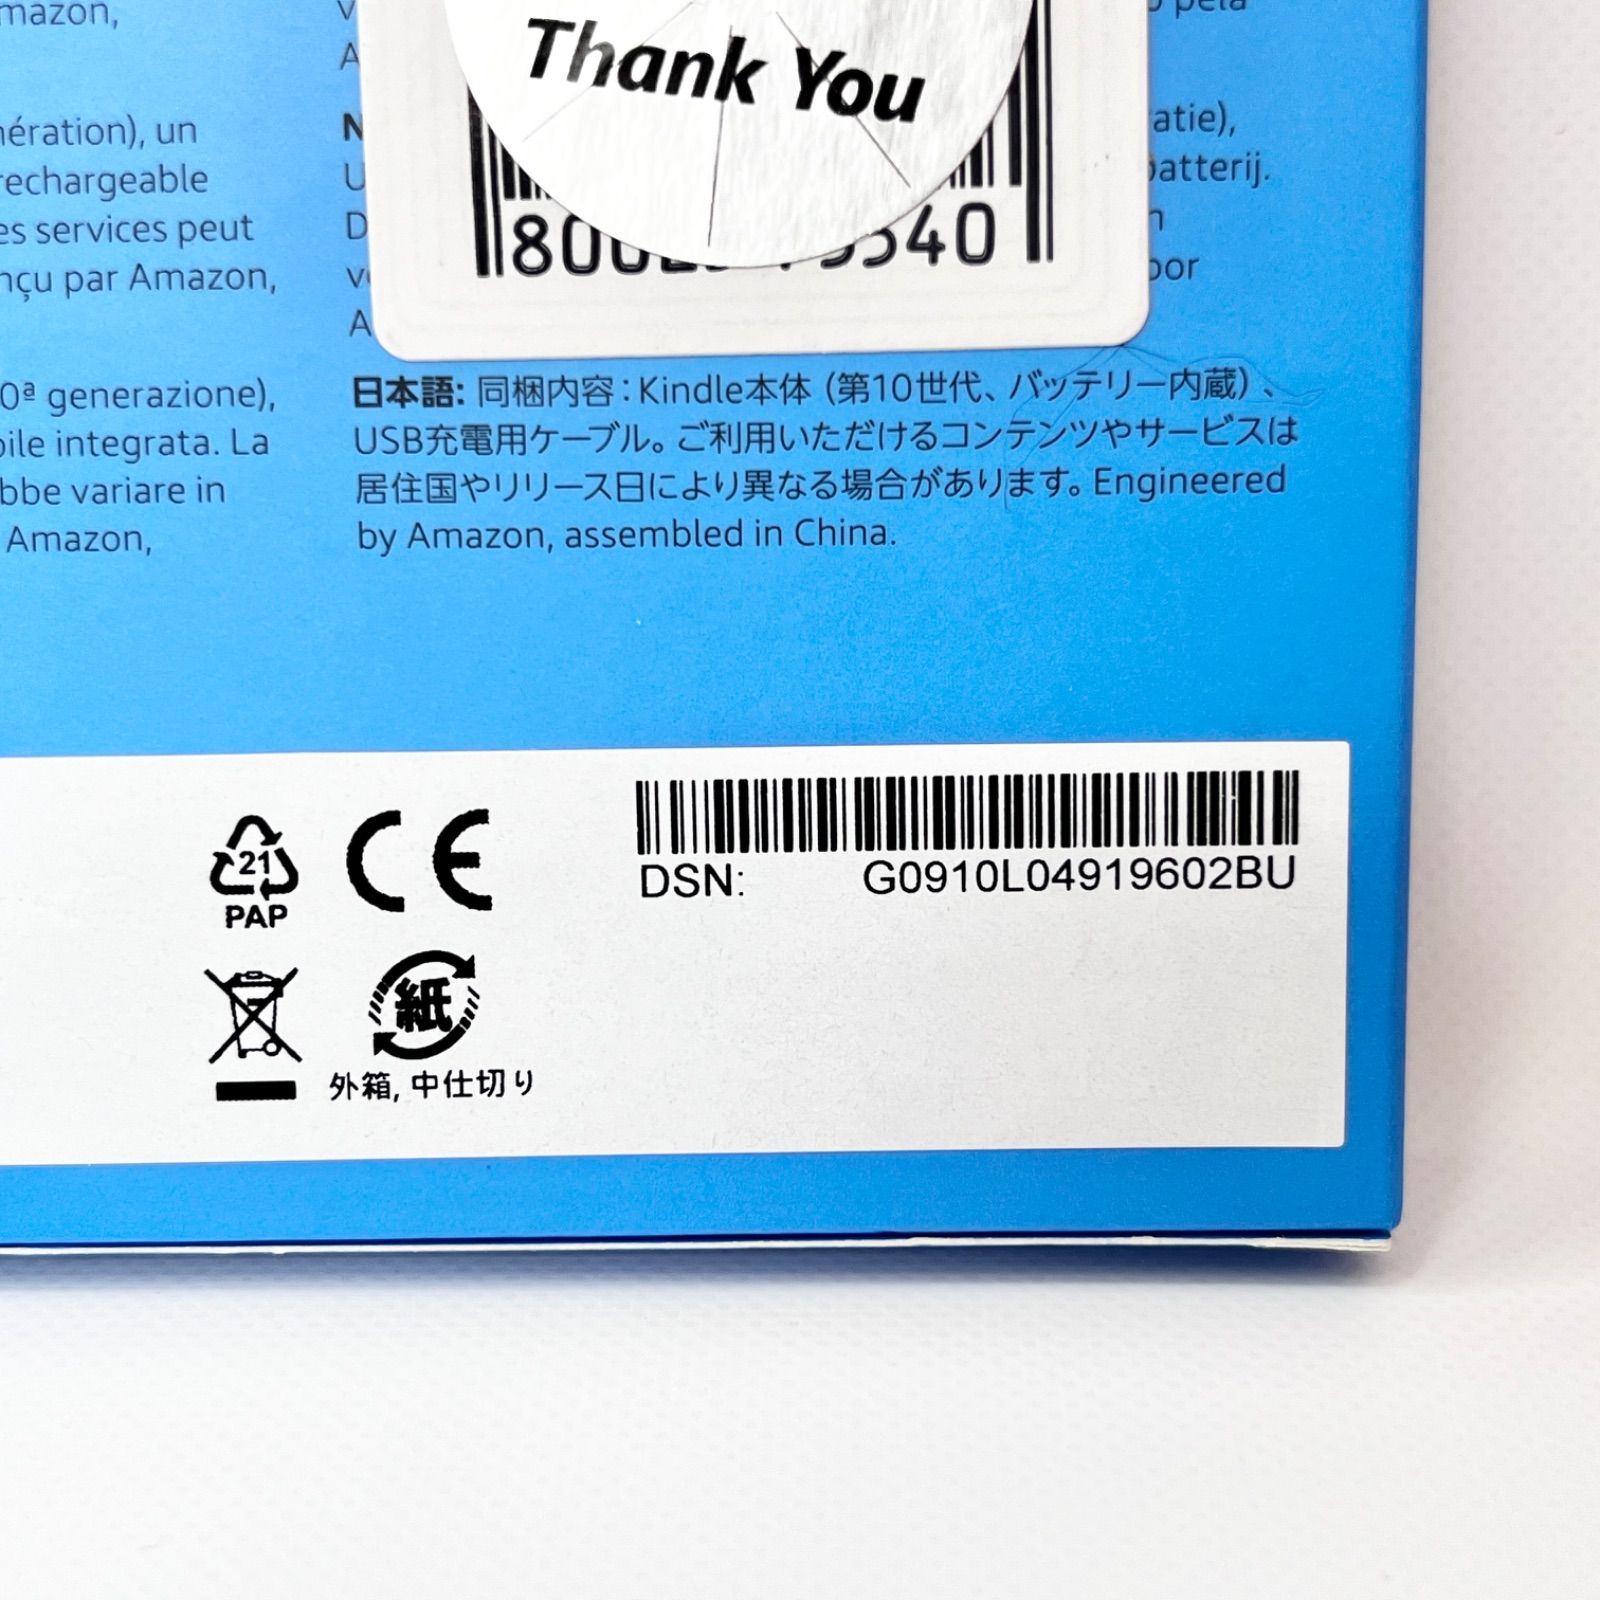 Thank You
nération), un
rechargeable
es services peut
nçu par Amazon,
0ª generazione),
bile integrata. La
bbe variare in
Amazon,
atie),
batterij.
40
日本語: 同梱内容:Kindle本体(第10世代、バッテリー内蔵)、
USB充電用ケーブル。ご利用いただけるコンテンツやサービスは
居住国やリリース日により異なる場合があります。Engineered
by Amazon, assembled in China.
21
PAP
CE
DSN: G0910L04919602BU
紙
外箱, 中仕切り